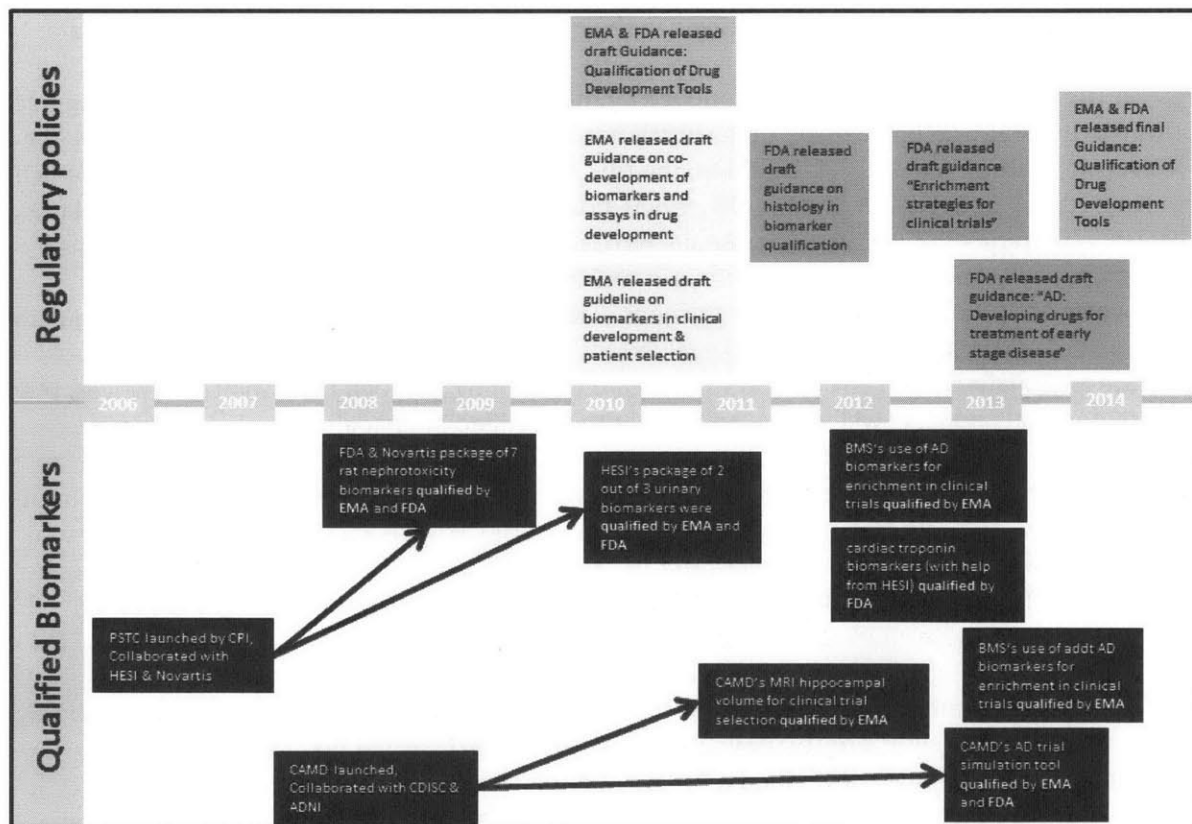 Regulatory policies
EMA & FDA released
draft Guidance:
Qualification of Drug
Development Tools
EMA released draft
guidance on co-
development of
biomarkers and
assays in drug
development
EMA released draft
guideline on
biomarkers in clinical
development &
patient selection
FDA released
draft
guidance on
histology in
biomarker
qualification
FDA released
draft guidance
"Enrichment
strategies for
clinical trials"
EMA & FDA
released final
Guidance:
Qualification of
Drug
Development
Tools
FDA released draft
guidance: "AD:
Developing drugs for
treatment of early
stage disease"
2006
2007
2008
2009
2010
2011
2012
2013
2014
Qualified Biomarkers
FDA & Novartis package of 7
rat nephrotoxicity
biomarkers qualified by
EMA and FDA
HESI's package of 2
out of 3 urinary
biomarkers were
qualified by EMA and
FDA
BMS's use of AD
biomarkers for
enrichment in clinical
trials qualified by EMA
cardiac troponin
biomarkers (with help
from HESI) qualified by
FDA
PSTC launched by CPI,
Collaborated with
HESI & Novartis
CAMD's MRI hippocampal
volume for clinical trial
selection qualified by EMA
BMS's use of addt AD
biomarkers for
enrichment in clinical
trials qualified by EMA
CAMD launched,
Collaborated with CDISC &
ADNI
CAMD's AD trial
simulation tool
qualified by EMA
and FDA